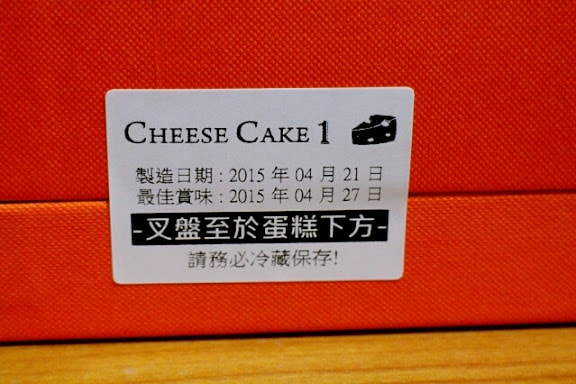 CHEESE CAKE 1
製造日期 : 2015 年 04 月 21 日
最佳賞味 : 2015 年 04 月 27 日
-叉盤至於蛋糕下方-
請務必冷藏保存!